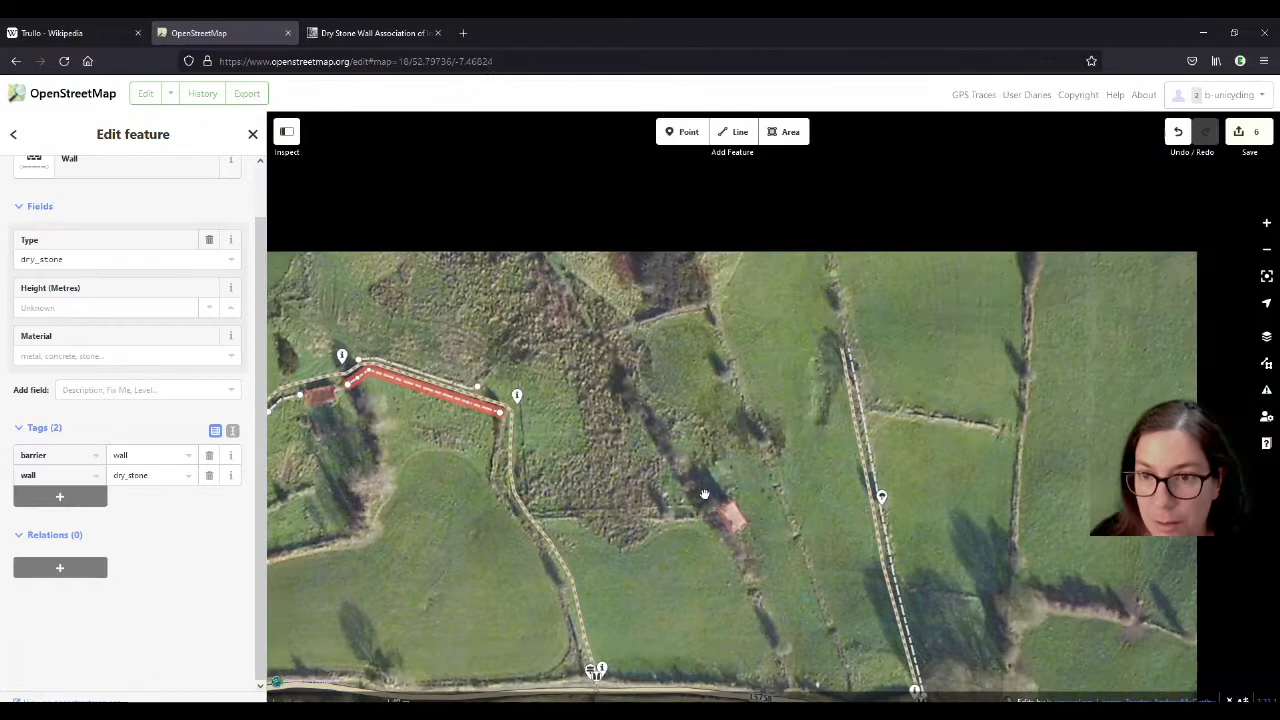 Trullo - Wikipedia
OpenStreetMap
Dry Stone Wall Association of Ir
https://www.openstreetmap.org/edit#map=18/52.79736/-7.46824
OpenStreetMap
Edit
History
Export
GPS Traces
User Diaries
Copyright
Help
About
2
b-unicycling
Edit feature
Point
Line
Area
6
Inspect
Add Feature
Undo / Redo
Save
Wall
Fields
Type
dry_stone
Height (Metres)
Unknown
Material
metal, concrete, stone...
Add field:
Description, Fix Me, Level...
Tags (2)
barrier
wall
wall
dry_stone
Relations (0)